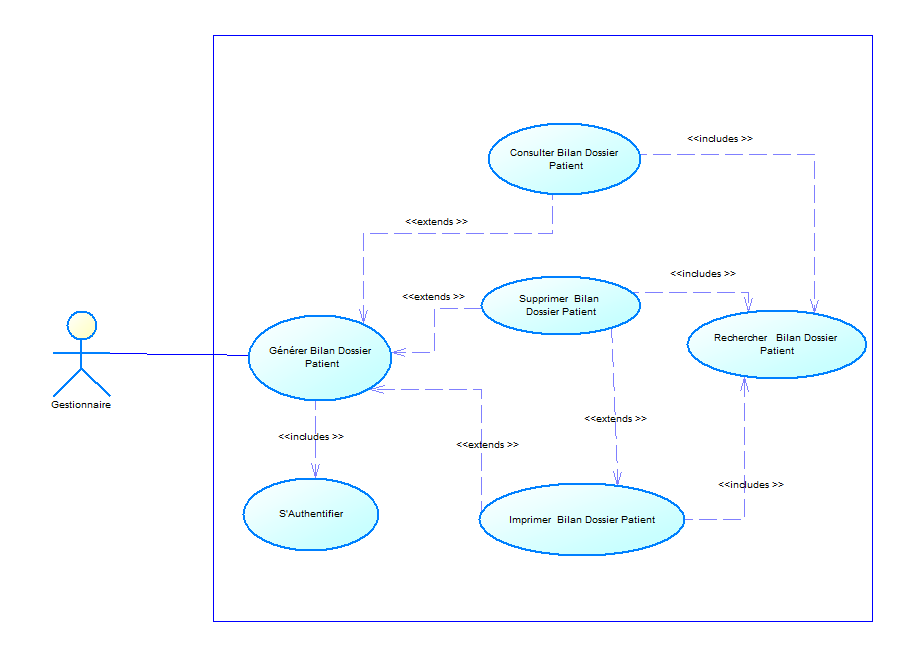 <<includes >>
Consulter Bilan Dossier
Patient
<<extends >>
<<includes >>
<<extends >>
Supprimer  Bilan
Dossier Patient
Rechercher   Bilan Dossier
Patient
Générer Bilan Dossier
Patient
Gestionnaire
<<extends >>
<<includes >>
<<extends >>
<<includes >>
S'Authentifier
Imprimer  Bilan Dossier Patient